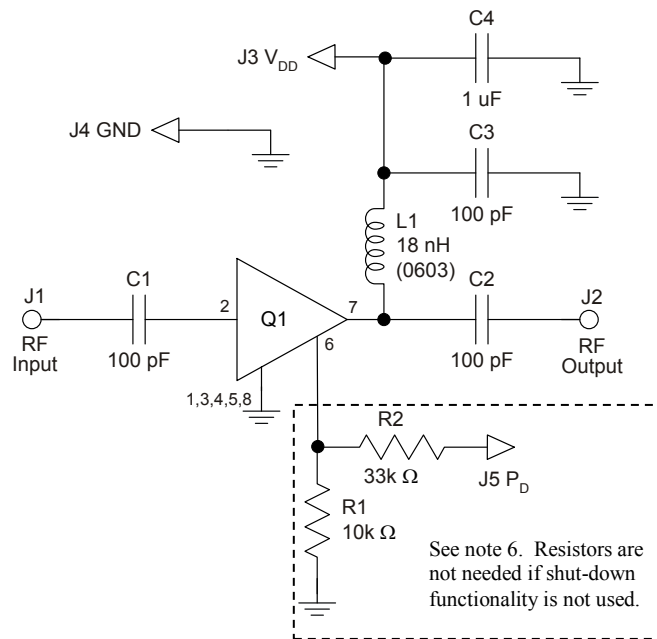 C4
J3 V_DD
1 uF
J4 GND
C3
100 pF
L1
18 nH
(0603)
C1
C2
J1
J2
2
Q1
7
6
RF
Input
100 pF
100 pF
RF
Output
1,3,4,5,8
R2
33k Ω
J5 P_D
R1
10k Ω
See note 6. Resistors are
not needed if shut-down
functionality is not used.